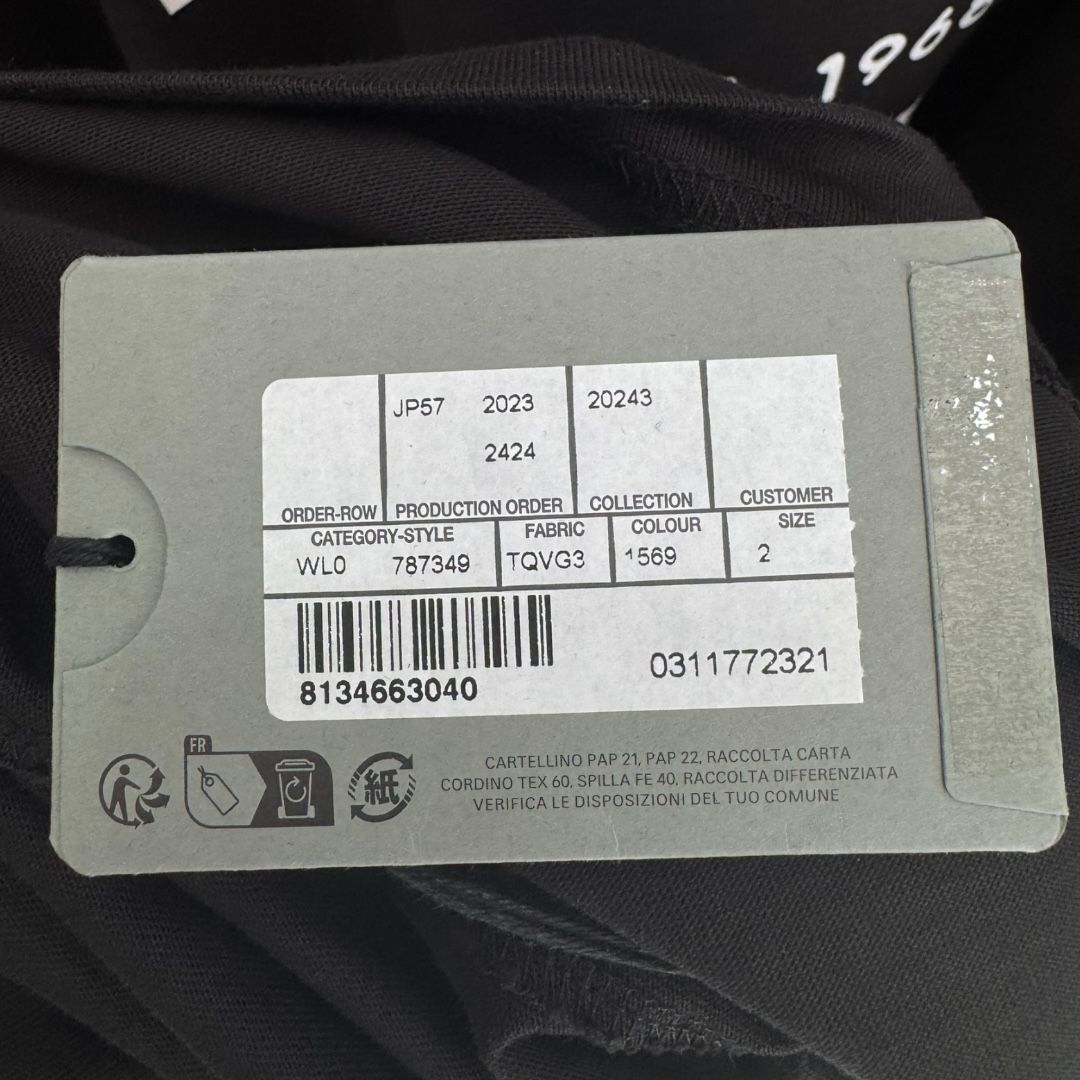 1968
JP57 2023 20243
2424
ORDER-ROW PRODUCTION ORDER COLLECTION CUSTOMER
CATEGORY-STYLE FABRIC COLOUR SIZE
WL0 787349 TQVG3 1569 2
8134663040 0311772321
FR
紙
CARTELLINO PAP 21, PAP 22, RACCOLTA CARTA
CORDINO TEX 60, SPILLA FE 40, RACCOLTA DIFFERENZIATA
VERIFICA LE DISPOSIZIONI DEL TUO COMUNE